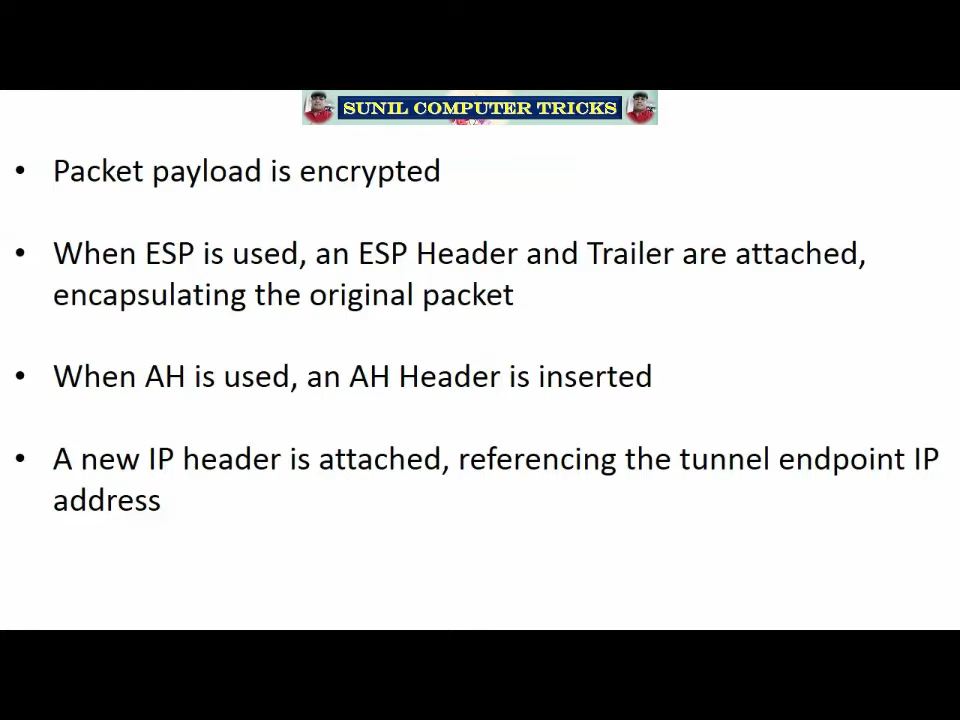 SUNIL COMPUTER TRICKS
• Packet payload is encrypted
• When ESP is used, an ESP Header and Trailer are attached,
encapsulating the original packet
• When AH is used, an AH Header is inserted
• A new IP header is attached, referencing the tunnel endpoint IP
address